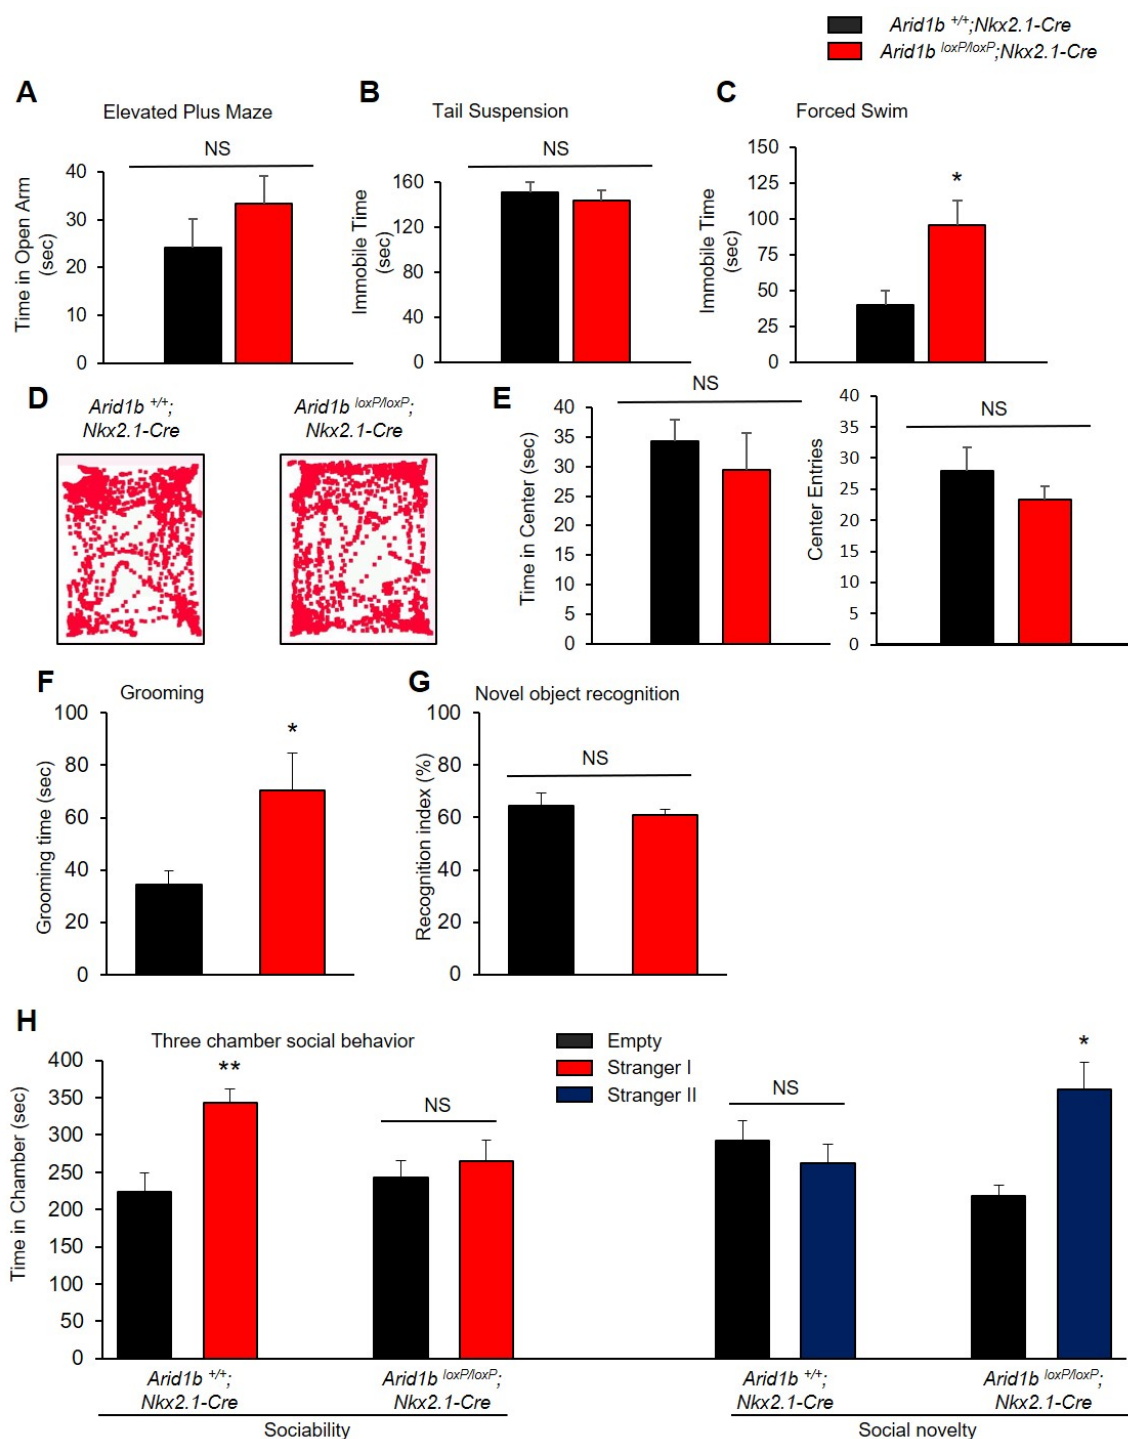 Arid1b +/+;Nkx2.1-Cre
Arid1b loxP/loxP;Nkx2.1-Cre
A
Elevated Plus Maze
NS
Time in Open Arm
(sec)
40
30
20
10
0
B
Tail Suspension
NS
Immobile Time
(sec)
160
120
80
40
0
C
Forced Swim
*
Immobile Time
(sec)
150
125
100
75
50
25
0
D
Arid1b +/+;
Nkx2.1-Cre
Arid1b loxP/loxP;
Nkx2.1-Cre
E
NS
Time in Center (sec)
40
35
30
25
20
15
10
5
0
NS
Center Entries
35
30
25
20
15
10
5
0
F
Grooming
*
Grooming time (sec)
100
80
60
40
20
0
G
Novel object recognition
NS
Recognition index (%)
100
80
60
40
20
0
H
Three chamber social behavior
Empty
Stranger I
Stranger II
Time in Chamber (sec)
400
350
300
250
200
150
100
50
0
**
NS
NS
*
Arid1b +/+;
Nkx2.1-Cre
Arid1b loxP/loxP;
Nkx2.1-Cre
Arid1b +/+;
Nkx2.1-Cre
Arid1b loxP/loxP;
Nkx2.1-Cre
Sociability
Social novelty